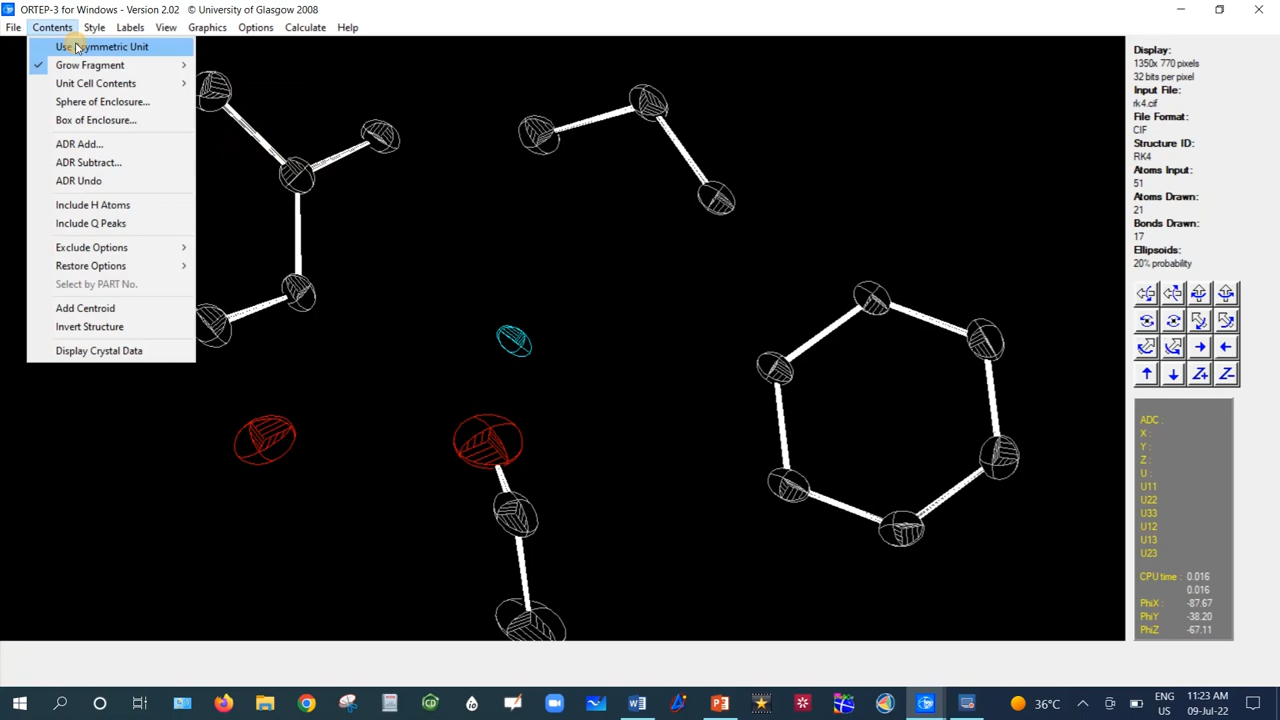 ORTEP-3 for Windows - Version 2.02 © University of Glasgow 2008
File Contents Style Labels View Graphics Options Calculate Help
Use Asymmetric Unit
Grow Fragment
Unit Cell Contents
Sphere of Enclosure...
Box of Enclosure...
ADR Add...
ADR Subtract...
ADR Undo
Include H Atoms
Include Q Peaks
Exclude Options
Restore Options
Select by PART No.
Add Centroid
Invert Structure
Display Crystal Data
Display:
1350x 770 pixels
32 bits per pixel
Input File:
rk4.cif
File Format:
CIF
Structure ID:
RK4
Atoms Input:
51
Atoms Drawn:
21
Bonds Drawn:
17
Ellipsoids:
20% probability
Z+ Z-
ADC :
X :
Y :
Z :
U :
U11
U22
U33
U12
U13
U23
CPU time : 0.016
0.016
PhiX : -87.67
PhiY -38.20
PhiZ -67.11
36°C
ENG
US
11:23 AM
09-Jul-22